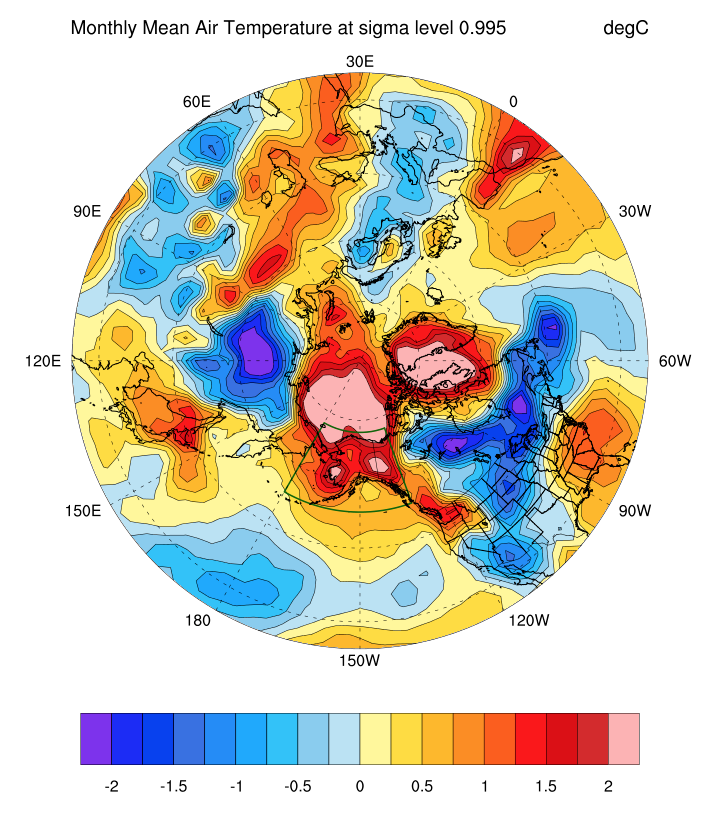 Monthly Mean Air Temperature at sigma level 0.995 degC
30E
60E 0
90E 30W
120E 60W
150E 90W
180 120W
150W
-2 -1.5 -1 -0.5 0 0.5 1 1.5 2